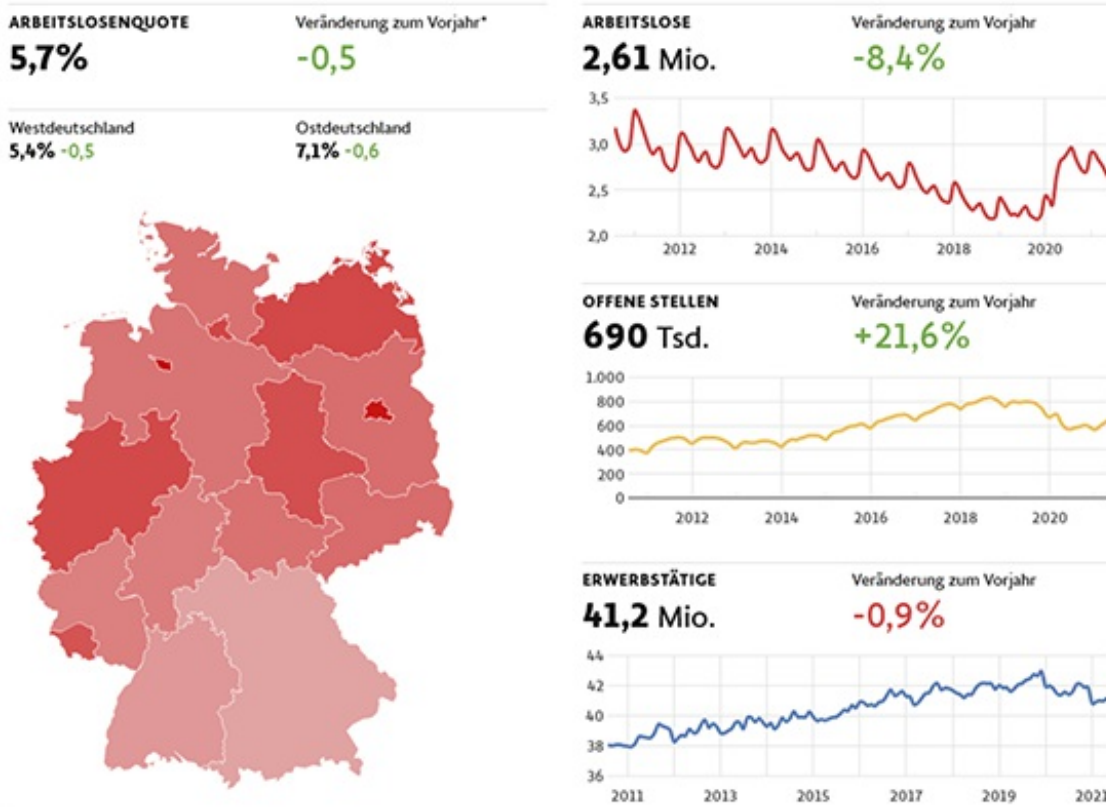 ARBEITSLOSENQUOTE
5,7%
Veränderung zum Vorjahr*
-0,5
Westdeutschland
5,4% -0,5
Ostdeutschland
7,1% -0,6
ARBEITSLOSE
2,61 Mio.
Veränderung zum Vorjahr
-8,4%
3,5
3,0
2,5
2,0
2012 2014 2016 2018 2020
OFFENE STELLEN
690 Tsd.
Veränderung zum Vorjahr
+21,6%
1.000
800
600
400
200
0
2012 2014 2016 2018 2020
ERWERBSTÄTIGE
41,2 Mio.
Veränderung zum Vorjahr
-0,9%
44
42
40
38
36
2011 2013 2015 2017 2019 2021